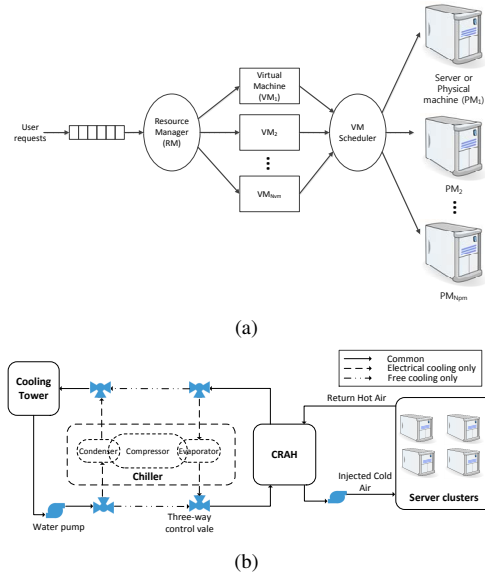 User
requests
Resource
Manager
(RM)
Virtual
Machine
(VM1)
VM2
VMNvm
VM
Scheduler
Server or
Physical
machine (PM1)
PM2
PMNpm
(a)
Common
Electrical cooling only
Free cooling only
Cooling
Tower
Condenser
Compressor
Evaporator
Chiller
Water pump
Three-way
control vale
CRAH
Return Hot Air
Injected Cold
Air
Server clusters
(b)